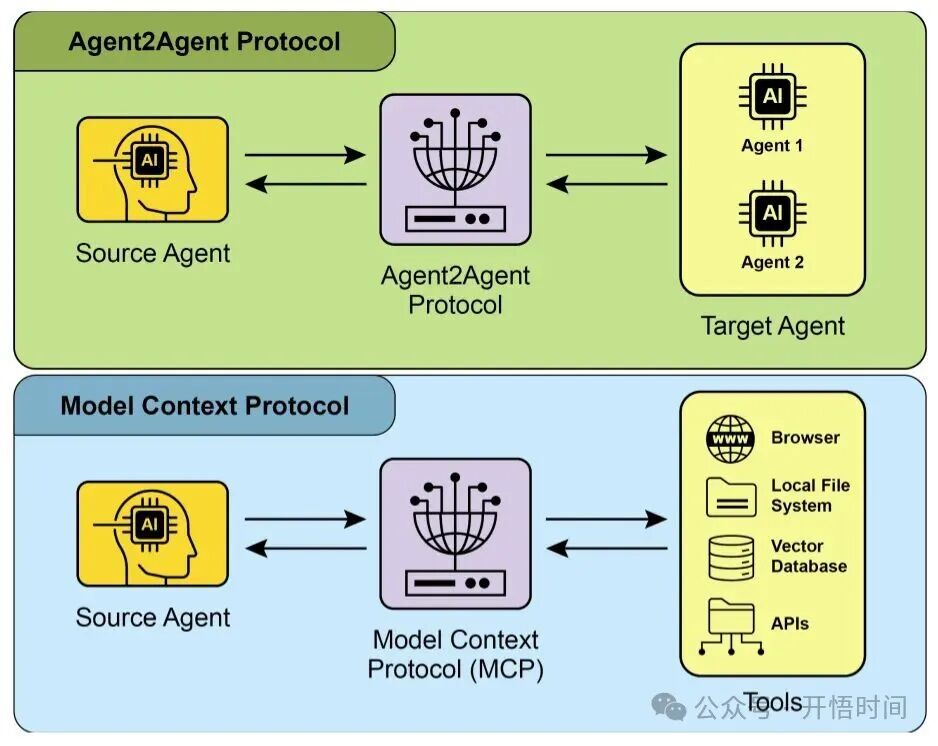 Agent2Agent Protocol
AI
Source Agent
Agent2Agent
Protocol
AI
Agent 1
AI
Agent 2
Target Agent
Model Context Protocol
AI
Source Agent
Model Context
Protocol (MCP)
www
Browser
Local File
System
Vector
Database
APIs
Tools
公众号 · 开悟时间